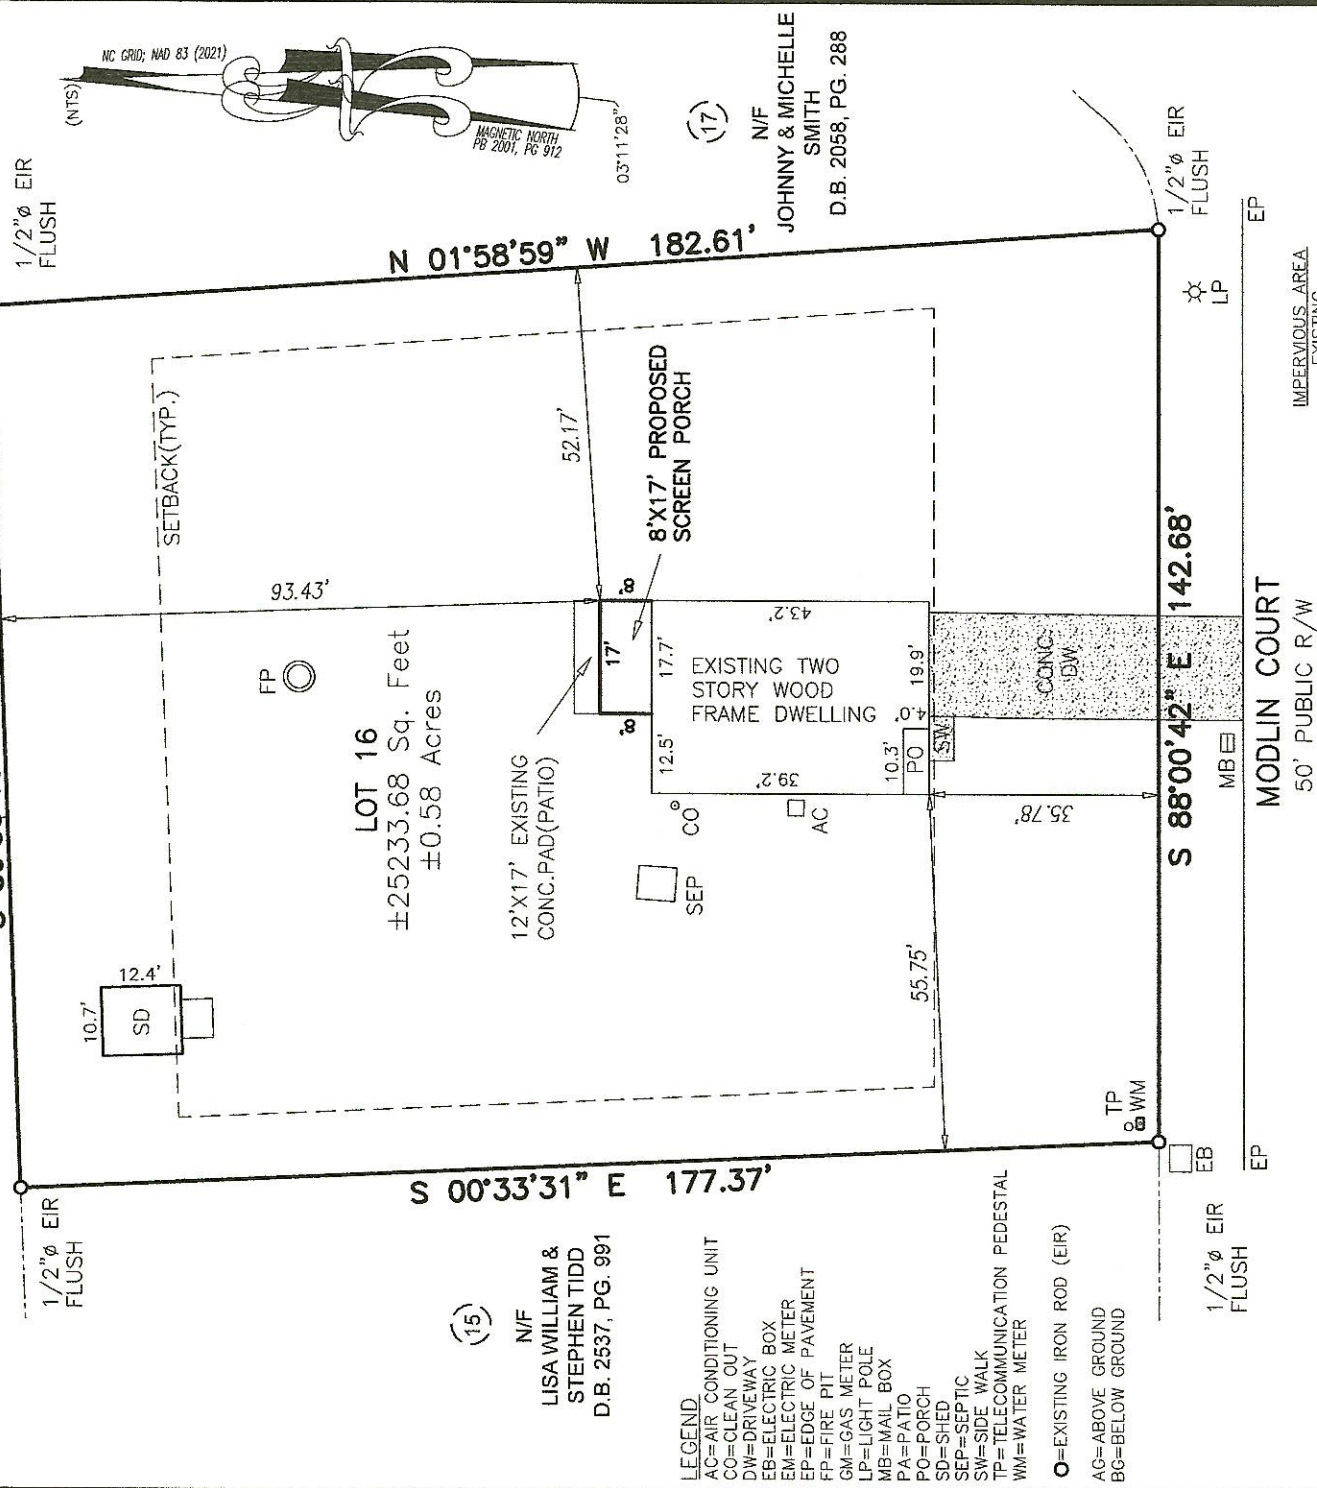 NC GRID; NAD 83 (2021)
(NTS)
MAGNETIC NORTH
PB 2001, PG 912
03°11'28"
1/2"ø EIR
FLUSH
(17)
N/F
JOHNNY & MICHELLE
SMITH
D.B. 2058, PG. 288
N 01°58'59" W 182.61'
1/2"ø EIR
FLUSH
EP
LP
IMPERVIOUS AREA
SETBACK(TYP.)
52.17'
8'X17' PROPOSED
SCREEN PORCH
93.43'
FP
LOT 16
±25233.68 Sq. Feet
±0.58 Acres
12'X17' EXISTING
CONC.PAD(PATIO)
17'
8'
8'
17.7'
43.2'
EXISTING TWO
STORY WOOD
FRAME DWELLING
12.5'
39.2'
19.9'
4.0'
10.3'
PO
SW
CONC.
DW
CO
AC
SEP
35.78'
55.75'
10.7'
12.4'
SD
S 88°00'42" E 142.68'
MB
MODLIN COURT
50' PUBLIC R/W
TP
WM
EB
EP
S 00°33'31" E 177.37'
1/2"ø EIR
FLUSH
1/2"ø EIR
FLUSH
(15)
N/F
LISA WILLIAM &
STEPHEN TIDD
D.B. 2537, PG. 991
LEGEND
AC=AIR CONDITIONING UNIT
CO=CLEAN OUT
DW=DRIVEWAY
EB=ELECTRIC BOX
EM=ELECTRIC METER
EP=EDGE OF PAVEMENT
FP=FIRE PIT
GM=GAS METER
LP=LIGHT POLE
MB=MAIL BOX
PA=PATIO
PO=PORCH
SD=SHED
SEP=SEPTIC
SW=SIDE WALK
TP=TELECOMMUNICATION PEDESTAL
WM=WATER METER
O=EXISTING IRON ROD (EIR)
AG=ABOVE GROUND
BG=BELOW GROUND